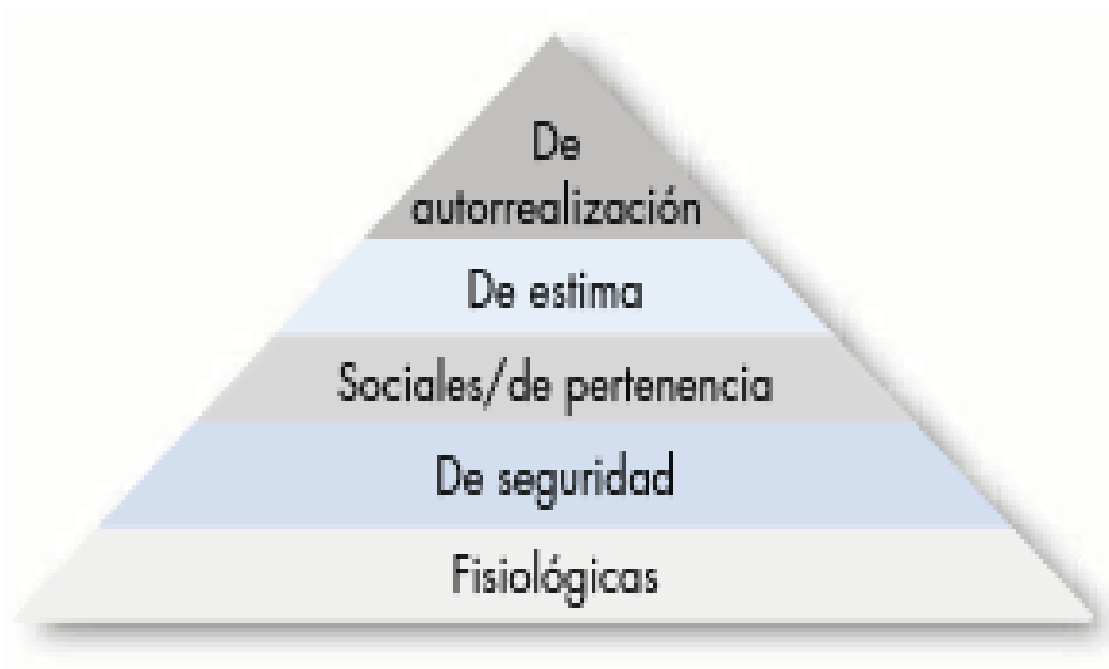 De
autorrealización
De estima
Sociales/de pertenencia
De seguridad
Fisiológicas